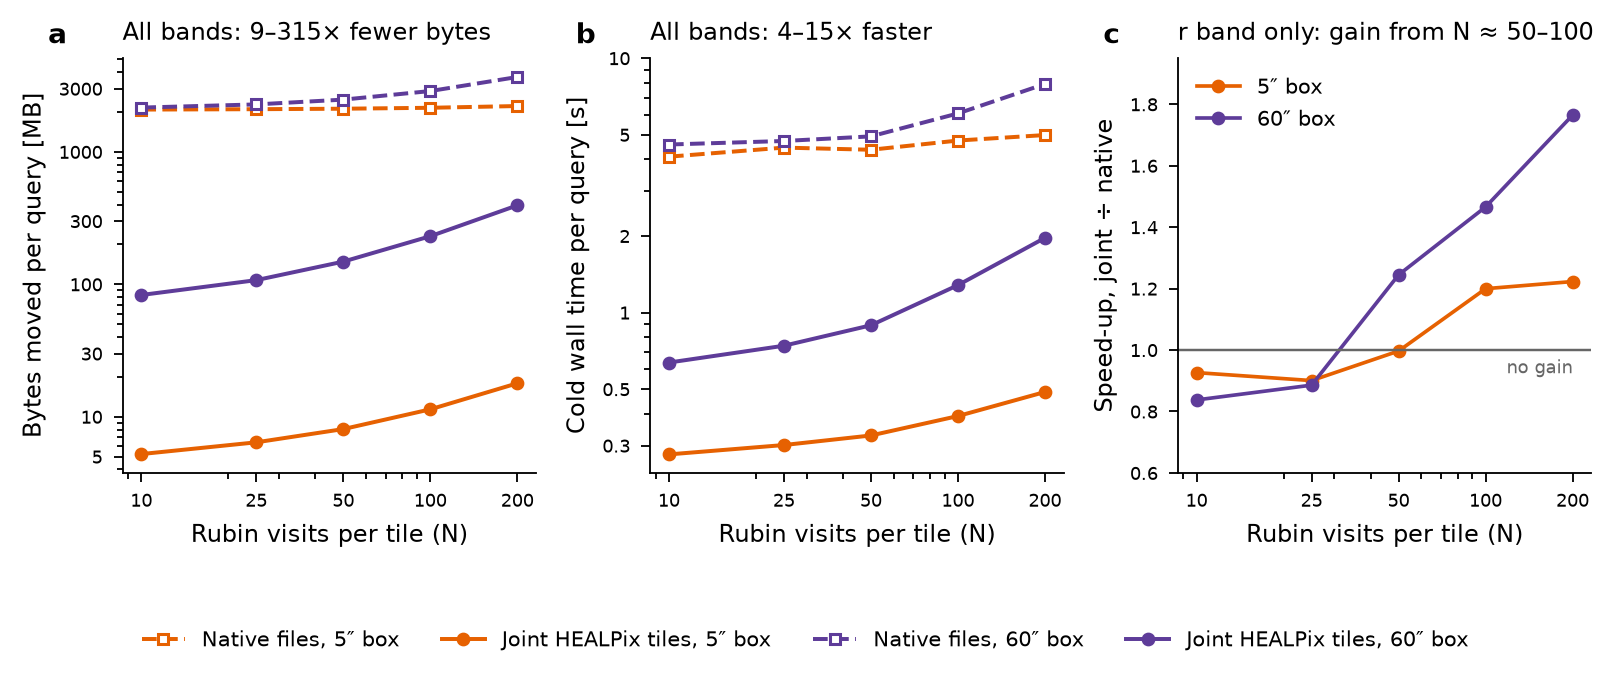 a
All bands: 9–315× fewer bytes
Bytes moved per query [MB]
3000
1000
300
100
30
10
5
10
25
50
100
200
Rubin visits per tile (N)
b
All bands: 4–15× faster
Cold wall time per query [s]
10
5
2
1
0.5
0.3
10
25
50
100
200
Rubin visits per tile (N)
c
r band only: gain from N ≈ 50–100
Speed-up, joint ÷ native
5″ box
60″ box
1.8
1.6
1.4
1.2
1.0
0.8
0.6
no gain
10
25
50
100
200
Rubin visits per tile (N)
Native files, 5″ box
Joint HEALPix tiles, 5″ box
Native files, 60″ box
Joint HEALPix tiles, 60″ box